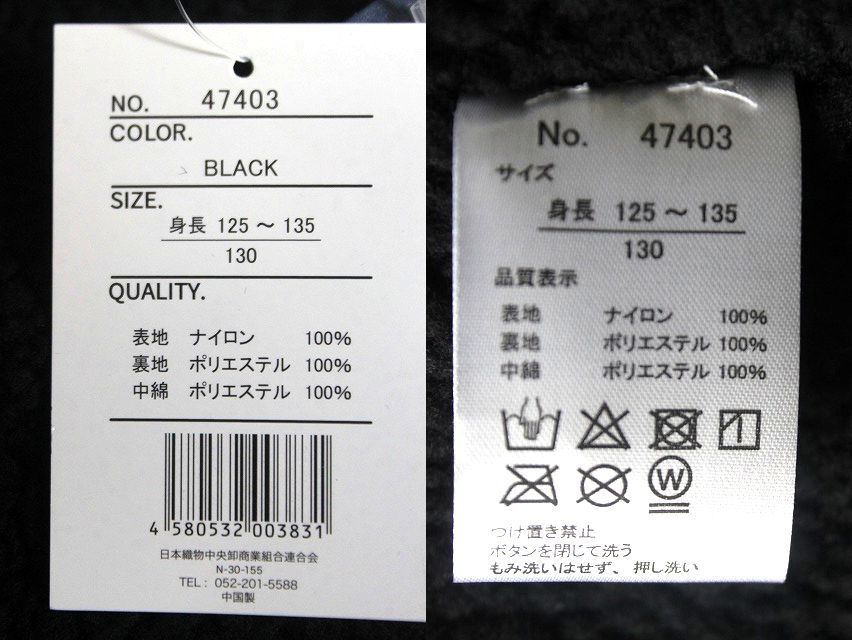 NO. 47403
COLOR.
BLACK
SIZE.
身長 125 ～ 135
130
QUALITY.
表地 ナイロン 100%
裏地 ポリエステル 100%
中綿 ポリエステル 100%
4 580532 003831
日本織物中央卸商業組合連合会
N-30-155
TEL : 052-201-5588
中国製
No. 47403
サイズ
身長 125 ～ 135
130
品質表示
表地 ナイロン 100%
裏地 ポリエステル 100%
中綿 ポリエステル 100%
W
つけ置き禁止
ボタンを閉じて洗う
もみ洗いはせず、押し洗い